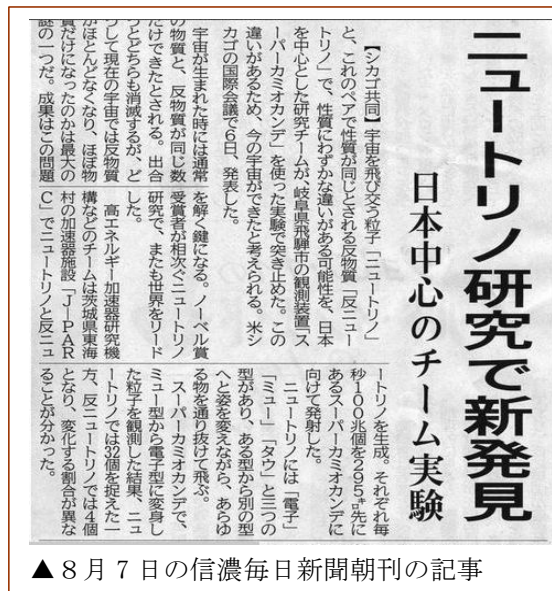 ニュートリノ研究で新発見
日本中心のチーム実験
【シカゴ共同】宇宙を飛び交う粒子「ニュートリノ」
と、これのペアで性質が同じとされる反物質「反ニュー
トリノ」で、性質にわずかな違いがある可能性を、日本
を中心とした研究チームが、岐阜県飛騨市の観測装置「ス
ーパーカミオカンデ」を使った実験で突き止めた。この
違いがあるため、今の宇宙ができたと考えられる。米シ
カゴの国際会議で6日、発表した。
宇宙が生まれた時には通常
の物質と、反物質が同じ数
だけできたとされる。出合
うとどちらも消滅するが、ど
うして現在の宇宙では反物質
がほとんどなくなり、ほぼ物
質だけになったのかは最大の
謎の一つだ。成果はこの問題
を解く鍵になる。ノーベル賞
受賞者が相次ぐニュートリノ
研究で、またも世界をリード
した。
高エネルギー加速器研究機
構などのチームは茨城県東海
村の加速器施設「J―PAR
C」でニュートリノと反ニュ
ートリノを生成。それぞれ毎
秒100兆個を295㌔先に
あるスーパーカミオカンデに
向けて発射した。
ニュートリノには「電子」
「ミュー」「タウ」と三つの
型があり、ある型から別の型
へと姿を変えながら、あらゆ
る物を通り抜けて飛ぶ。
スーパーカミオカンデで、
ミュー型から電子型に変身し
た粒子を観測した結果、ニュ
ートリノでは32個を捉えた一
方、反ニュートリノでは4個
となり、変化する割合が異な
ることが分かった。
▲8月7日の信濃毎日新聞朝刊の記事